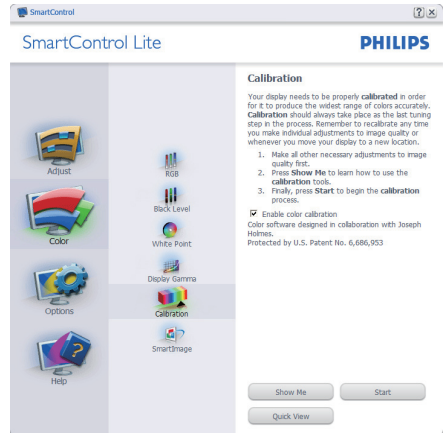 SmartControl
SmartControl Lite
PHILIPS
Adjust
Color
Options
Help
RGB
Black Level
White Point
Display Gamma
Calibration
SmartImage
Calibration
Your display needs to be properly calibrated in order
for it to produce the widest range of colors accurately.
Calibration should always take place as the last tuning
step in the process. Remember to recalibrate any time
you make individual adjustments to image quality or
whenever you move your display to a new location.
1. Make all other necessary adjustments to image
quality first.
2. Press Show Me to learn how to use the
calibration tools.
3. Finally, press Start to begin the calibration
process.
Enable color calibration
Color software designed in collaboration with Joseph
Holmes.
Protected by U.S. Patent No. 6,686,953
Show Me
Start
Quick View